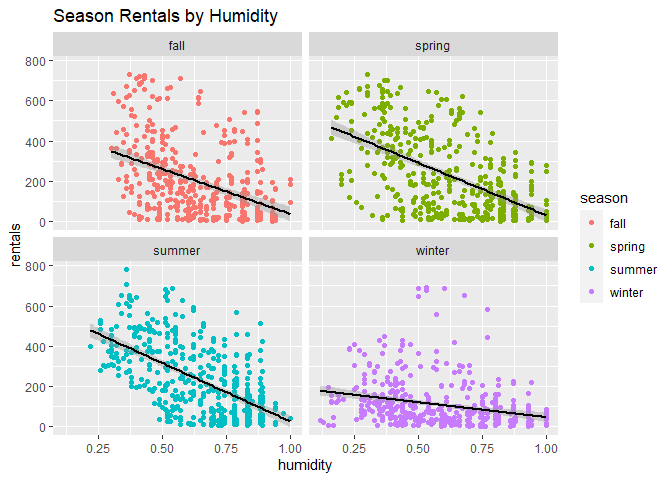 Season Rentals by Humidity
fall
spring
800
600
400
200
0
summer
winter
800
600
400
200
0
0.25
0.50
0.75
1.00
0.25
0.50
0.75
1.00
humidity
rentals
season
fall
spring
summer
winter